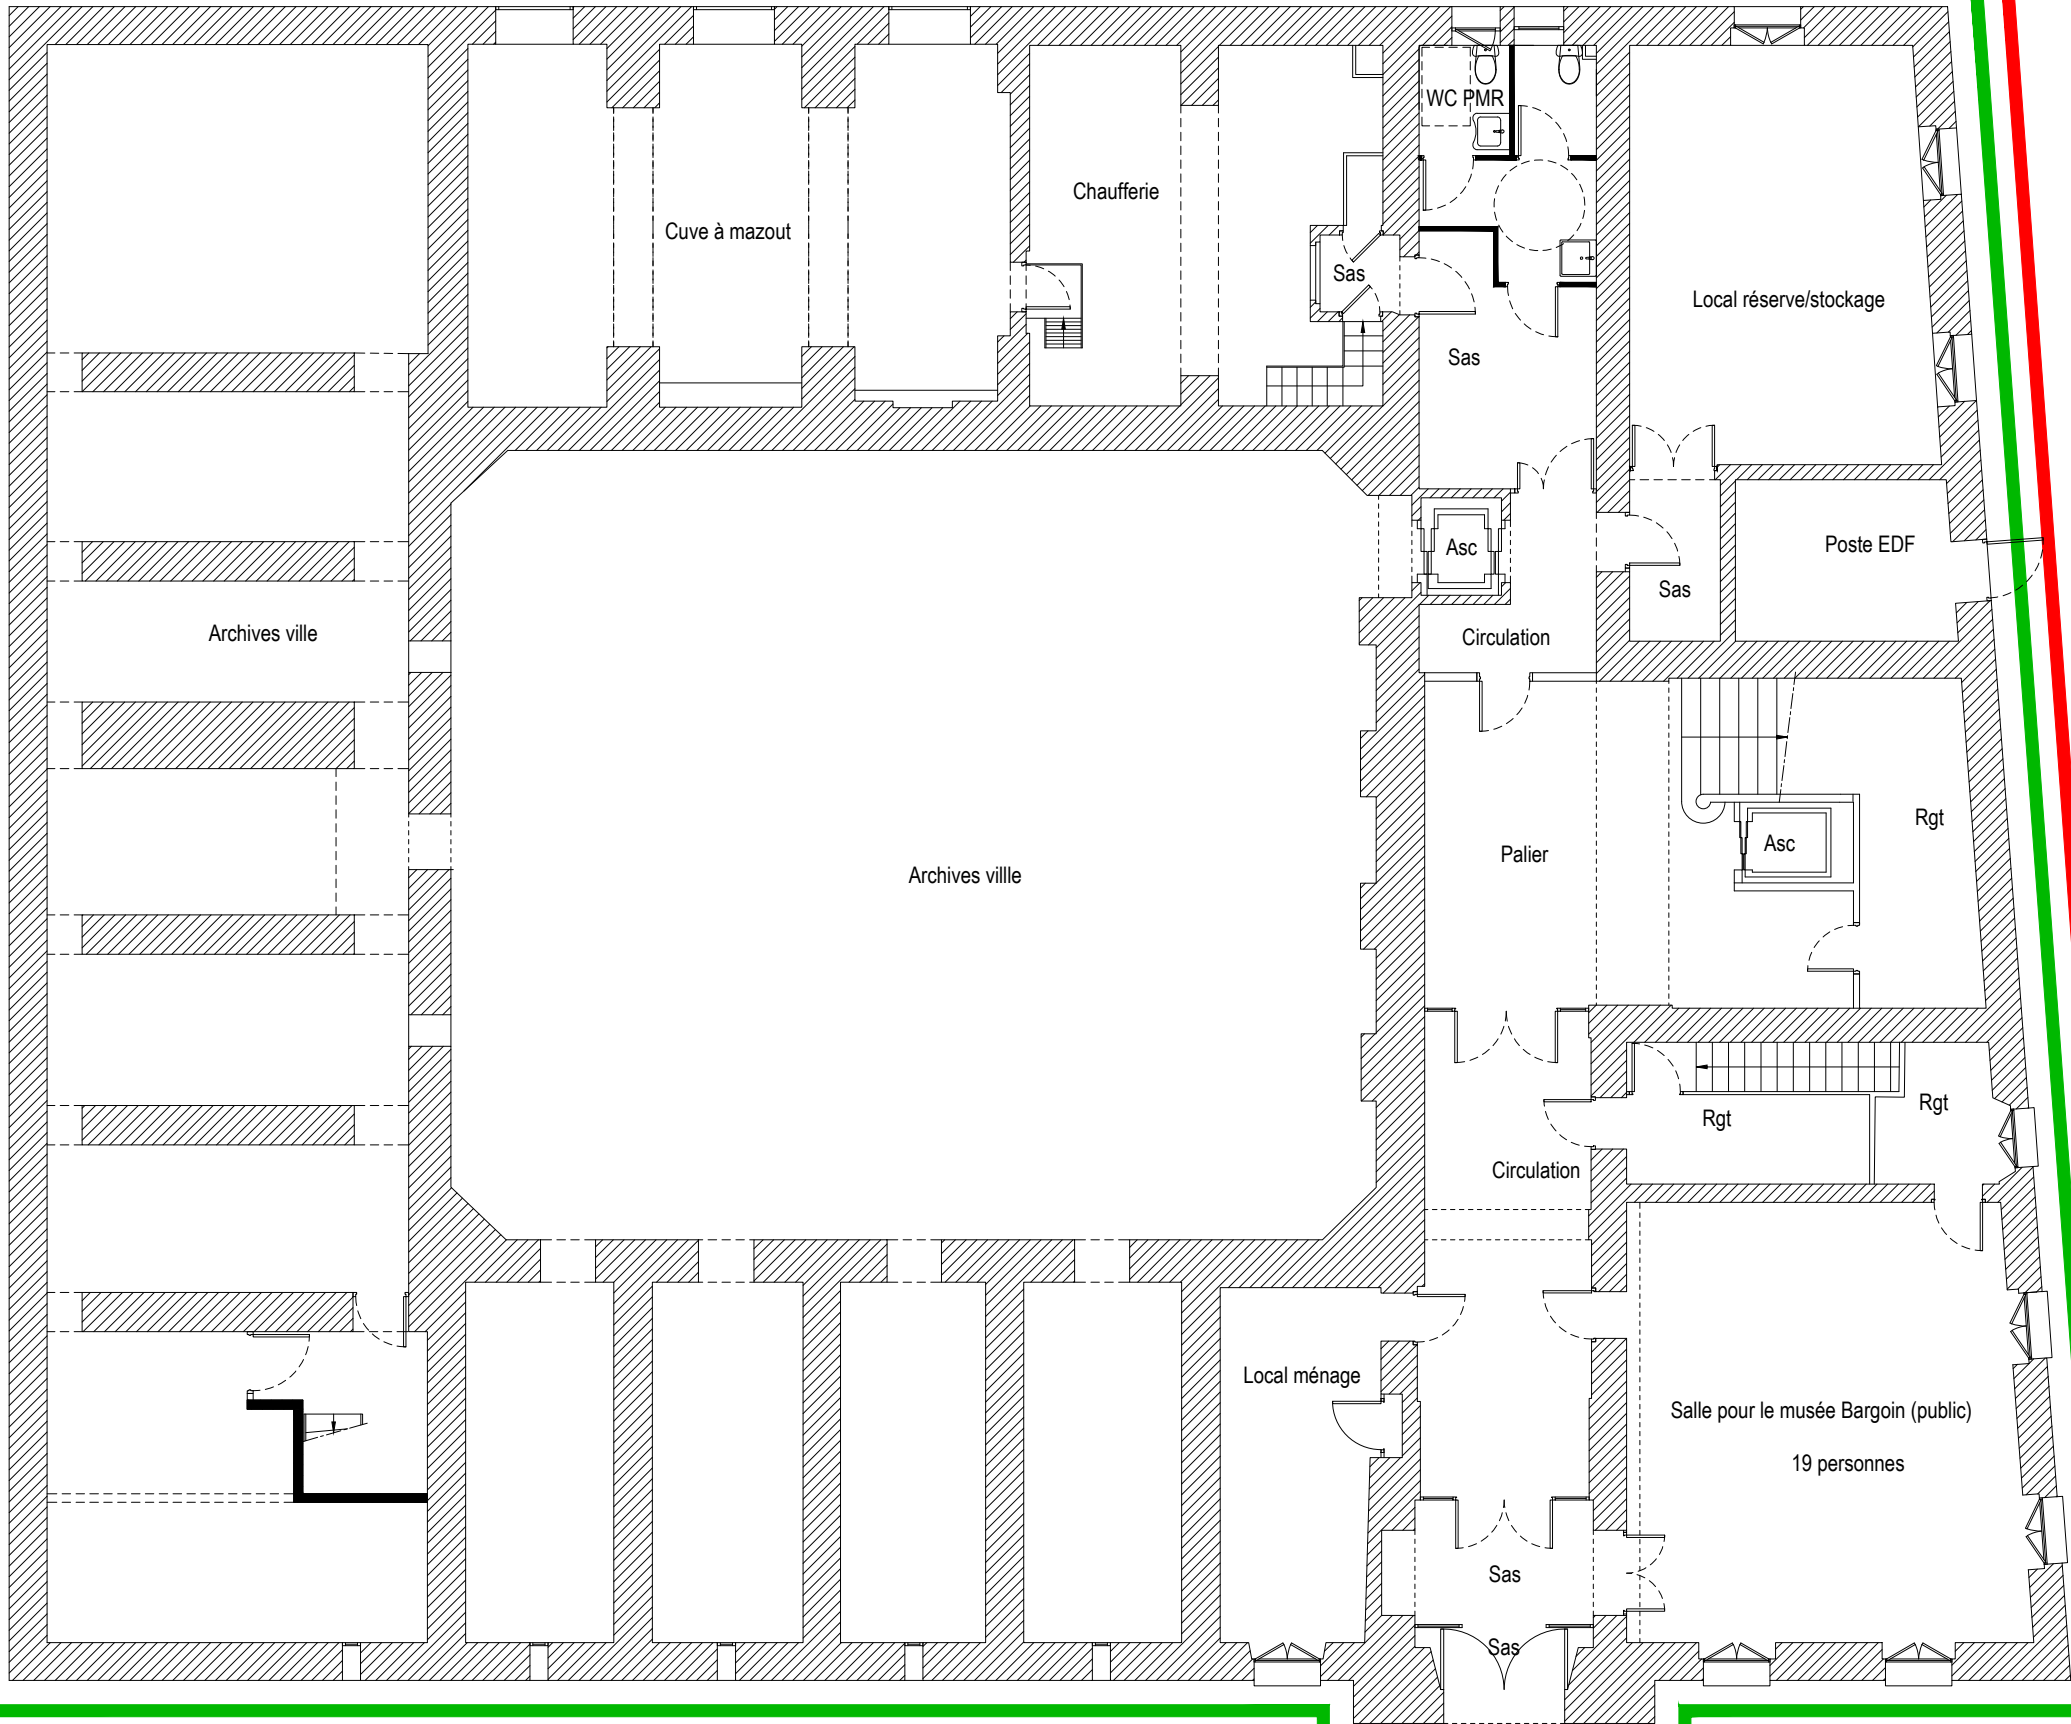 WC PMR
Chaufferie
Cuve à mazout
Sas
Local réserve/stockage
Sas
Asc
Poste EDF
Sas
Archives ville
Circulation
Rgt
Asc
Palier
Archives villle
Rgt
Rgt
Circulation
Local ménage
Salle pour le musée Bargoin (public)
19 personnes
Sas
Sas